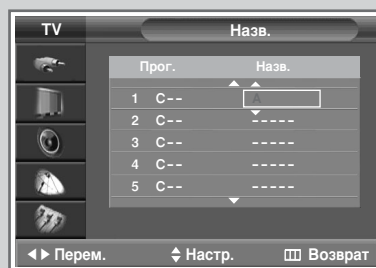 TV Назв.
Прог. Назв.
1 C-- A
2 C-- -----
3 C-- -----
4 C-- -----
5 C-- -----
Перем. Настр. Возврат